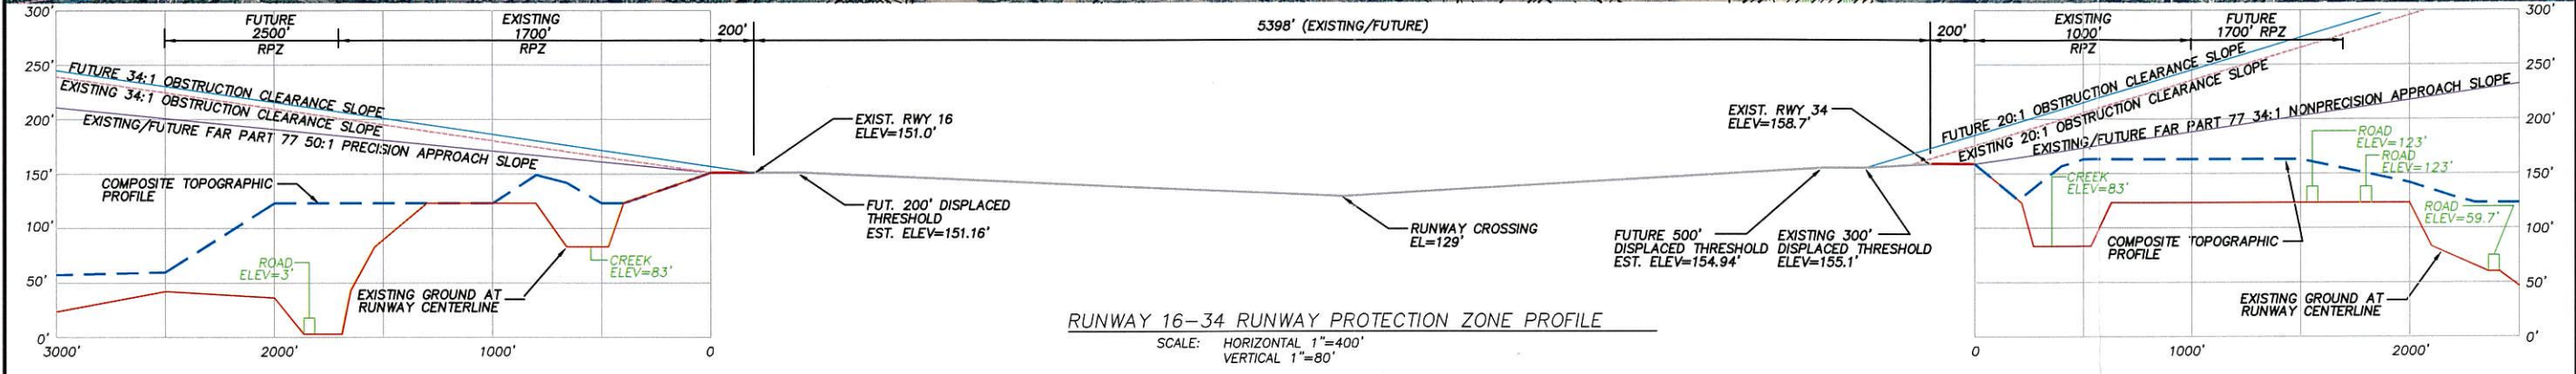 300'
250'
200'
150'
100'
50'
0'
3000'
2000'
1000'
0
FUTURE
2500'
RPZ
EXISTING
1700'
RPZ
200'
5398' (EXISTING/FUTURE)
200'
EXISTING
1000'
RPZ
FUTURE
1700' RPZ
FUTURE 34:1 OBSTRUCTION CLEARANCE SLOPE
EXISTING 34:1 OBSTRUCTION CLEARANCE SLOPE
EXISTING/FUTURE FAR PART 77 50:1 PRECISION APPROACH SLOPE
COMPOSITE TOPOGRAPHIC
PROFILE
ROAD
ELEV=3'
EXISTING GROUND AT
RUNWAY CENTERLINE
CREEK
ELEV=83'
EXIST. RWY 16
ELEV=151.0'
FUT. 200' DISPLACED
THRESHOLD
EST. ELEV=151.16'
RUNWAY CROSSING
EL=129'
FUTURE 500'
DISPLACED THRESHOLD
EST. ELEV=154.94'
EXISTING 300'
DISPLACED THRESHOLD
ELEV=155.1'
EXIST. RWY 34
ELEV=158.7'
FUTURE 20:1 OBSTRUCTION CLEARANCE SLOPE
EXISTING 20:1 OBSTRUCTION CLEARANCE SLOPE
EXISTING/FUTURE FAR PART 77 34:1 NONPRECISION APPROACH SLOPE
CREEK
ELEV=83'
ROAD
ELEV=123'
ROAD
ELEV=123'
ROAD
ELEV=59.7'
COMPOSITE TOPOGRAPHIC
PROFILE
EXISTING GROUND AT
RUNWAY CENTERLINE
300'
250'
200'
150'
100'
50'
0'
0
1000'
2000'
RUNWAY 16-34 RUNWAY PROTECTION ZONE PROFILE
SCALE: HORIZONTAL 1"=400'
VERTICAL 1"=80'